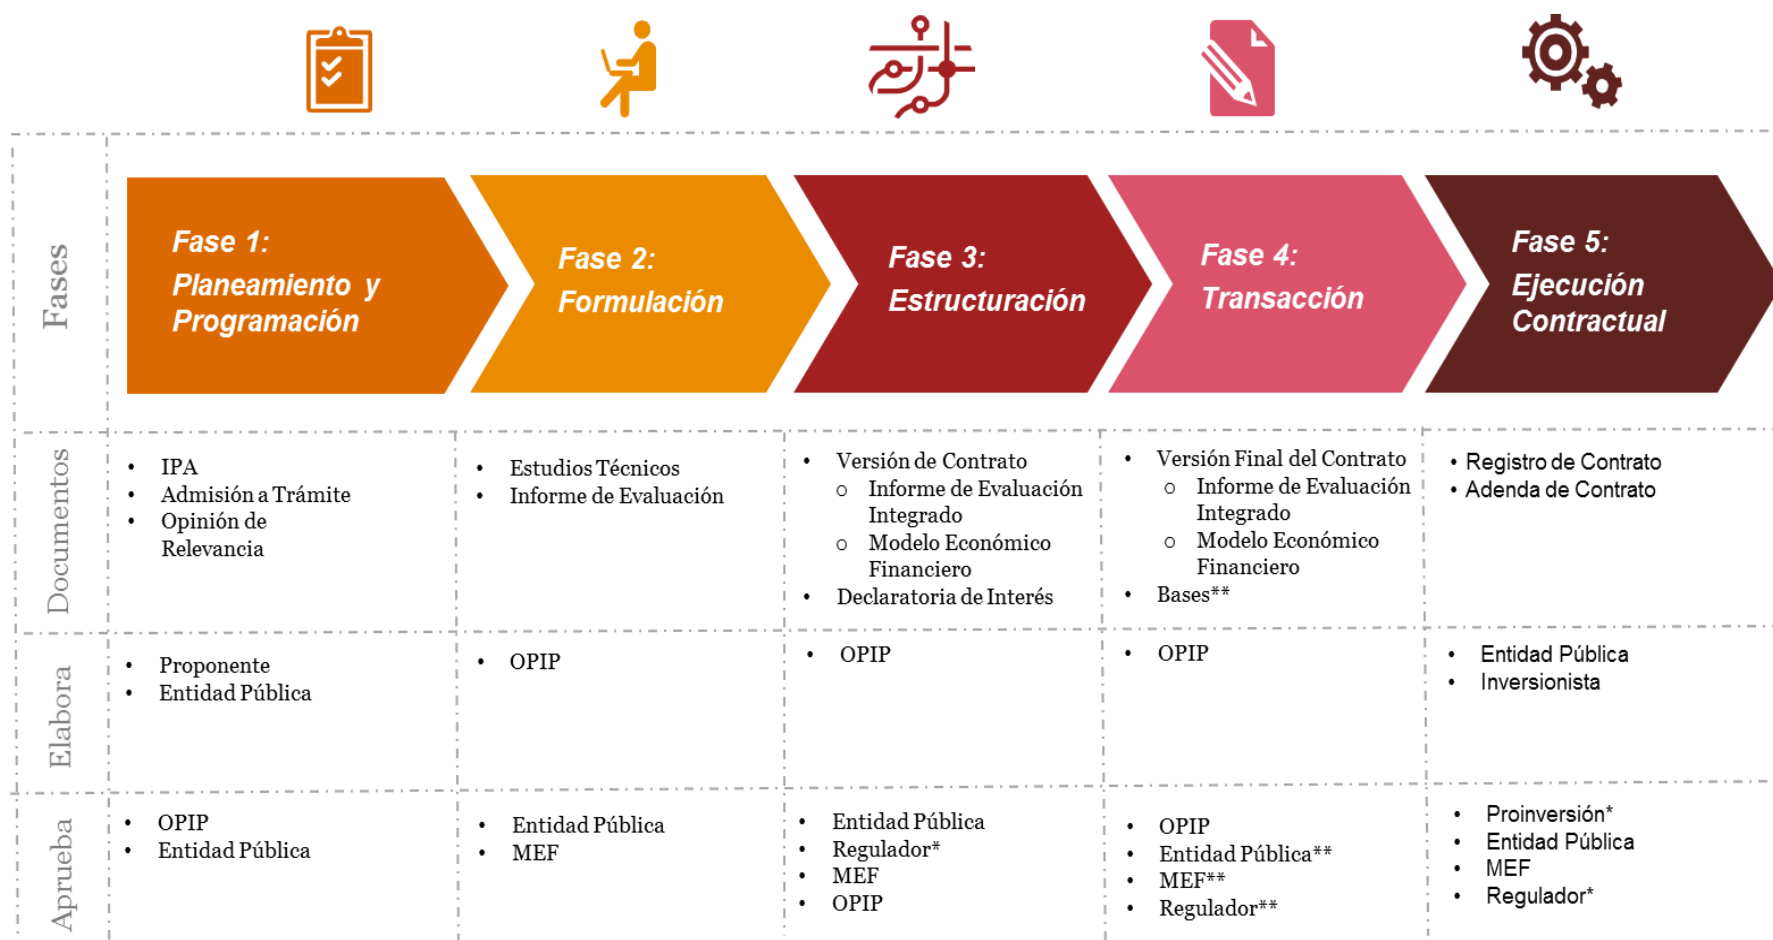 Fases
Fase 1:
Planeamiento y
Programación
Fase 2:
Formulación
Fase 3:
Estructuración
Fase 4:
Transacción
Fase 5:
Ejecución
Contractual
Documentos
• IPA
• Admisión a Trámite
• Opinión de
Relevancia
• Estudios Técnicos
• Informe de Evaluación
• Versión de Contrato
o Informe de Evaluación
Integrado
o Modelo Económico
Financiero
• Declaratoria de Interés
• Versión Final del Contrato
o Informe de Evaluación
Integrado
o Modelo Económico
Financiero
• Bases**
• Registro de Contrato
• Adenda de Contrato
Elabora
• Proponente
• Entidad Pública
• OPIP
• OPIP
• OPIP
• Entidad Pública
• Inversionista
Aprueba
• OPIP
• Entidad Pública
• Entidad Pública
• MEF
• Entidad Pública
• Regulador*
• MEF
• OPIP
• OPIP
• Entidad Pública**
• MEF**
• Regulador**
• Proinversión*
• Entidad Pública
• MEF
• Regulador*